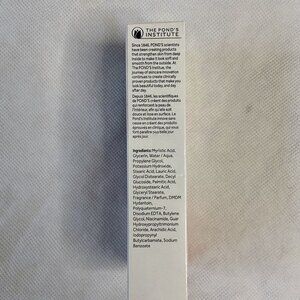 THE POND'S
INSTITUTE
Since 1846, POND'S scientists
have been creating products
that strengthen skin from deep
inside to make it look soft and
smooth from the outside. At
The POND'S Institute, the
journey of skincare innovation
continues to create clinically
proven products that make you
look beautiful today, and day
after day.
Depuis 1846, les scientifiques
de POND'S créent des produits
qui renforcent la peau de
l'intérieur, afin qu'elle soit
douce et lisse en surface. Le
Pond's Institute innove sans
cesse en créant des produits
éprouvés en clinique, qui vous
font paraître plus belle jour
après jour.
Ingredients: Myristic Acid,
Glycerin, Water / Aqua,
Propylene Glycol,
Potassium Hydroxide,
Stearic Acid, Lauric Acid,
Glycol Distearate, Decyl
Glucoside, Palmitic Acid,
Hydroxystearic Acid,
Glyceryl Stearate,
Fragrance / Parfum, DMDM
Hydantoin,
Polyquaternium-7,
Disodium EDTA, Butylene
Glycol, Niacinamide, Guar
Hydroxypropyltrimonium
Chloride, Arachidic Acid,
Iodopropynyl
Butylcarbamate, Sodium
Benzoate